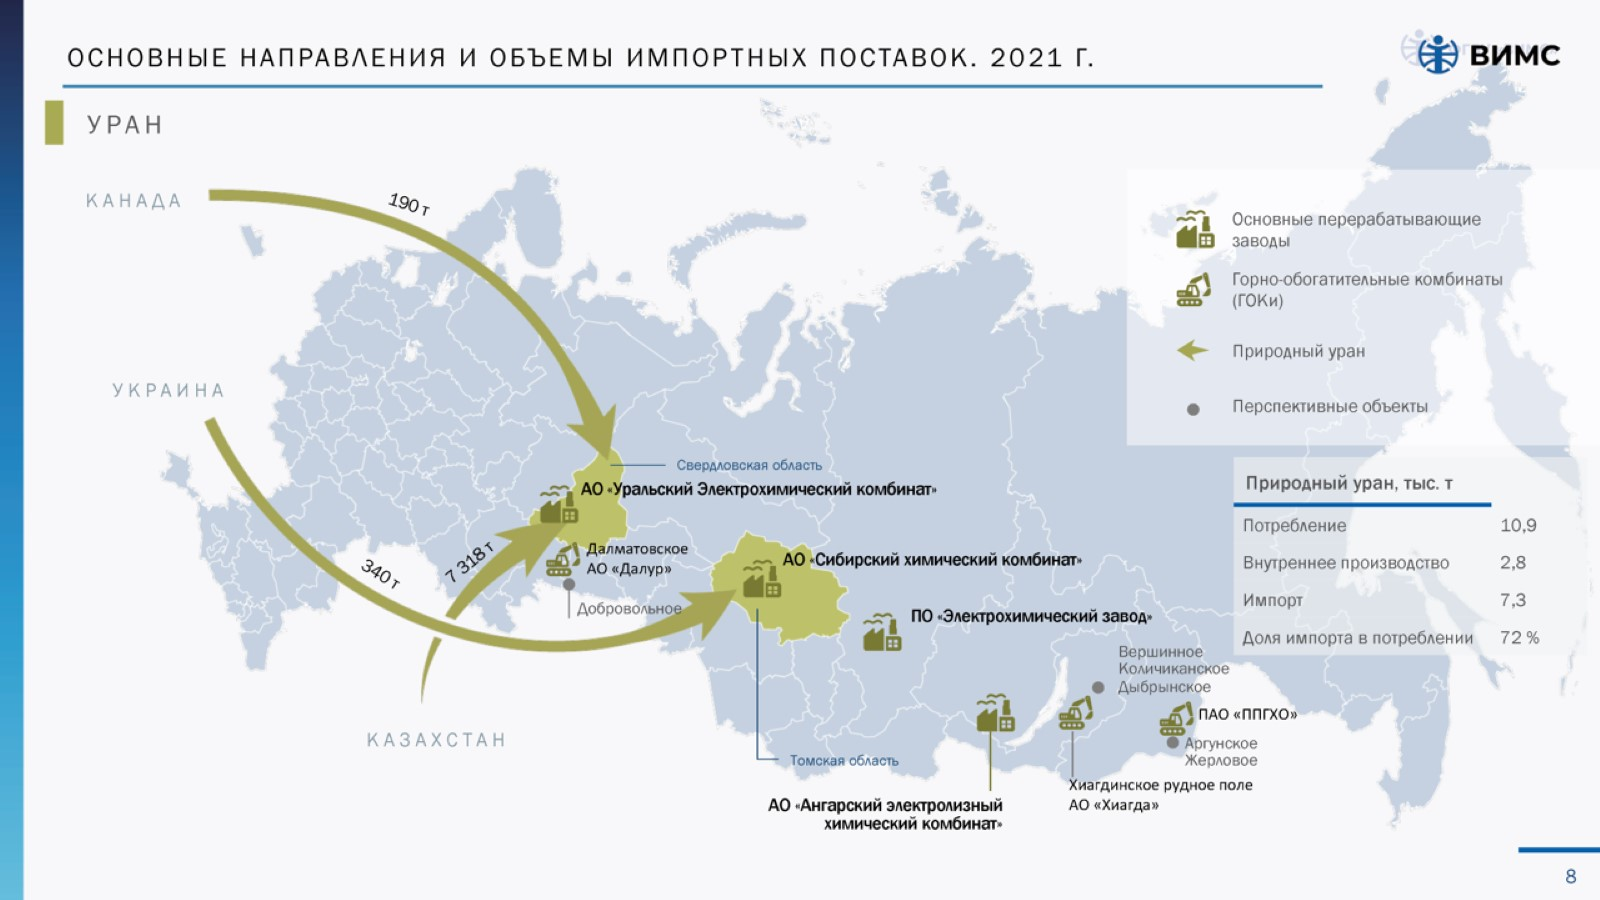 ОСНОВНЫЕ НАПРАВЛЕНИЯ И ОБЪЕМЫ ИМПОРТНЫХ ПОСТАВОК. 2021 Г.
ВИМС
УРАН
КАНАДА
190 т
УКРАИНА
340 т
7 318 т
КАЗАХСТАН
Свердловская область
АО «Уральский Электрохимический комбинат»
Далматовское
АО «Далур»
Добровольное
АО «Сибирский химический комбинат»
ПО «Электрохимический завод»
Томская область
АО «Ангарский электролизный
химический комбинат»
Вершинное
Количиканское
Дыбрынское
Хиагдинское рудное поле
АО «Хиагда»
ПАО «ППГХО»
Аргунское
Жерловое
Основные перерабатывающие
заводы
Горно-обогатительные комбинаты
(ГОКи)
Природный уран
Перспективные объекты
Природный уран, тыс. т
Потребление 10,9
Внутреннее производство 2,8
Импорт 7,3
Доля импорта в потреблении 72 %
8